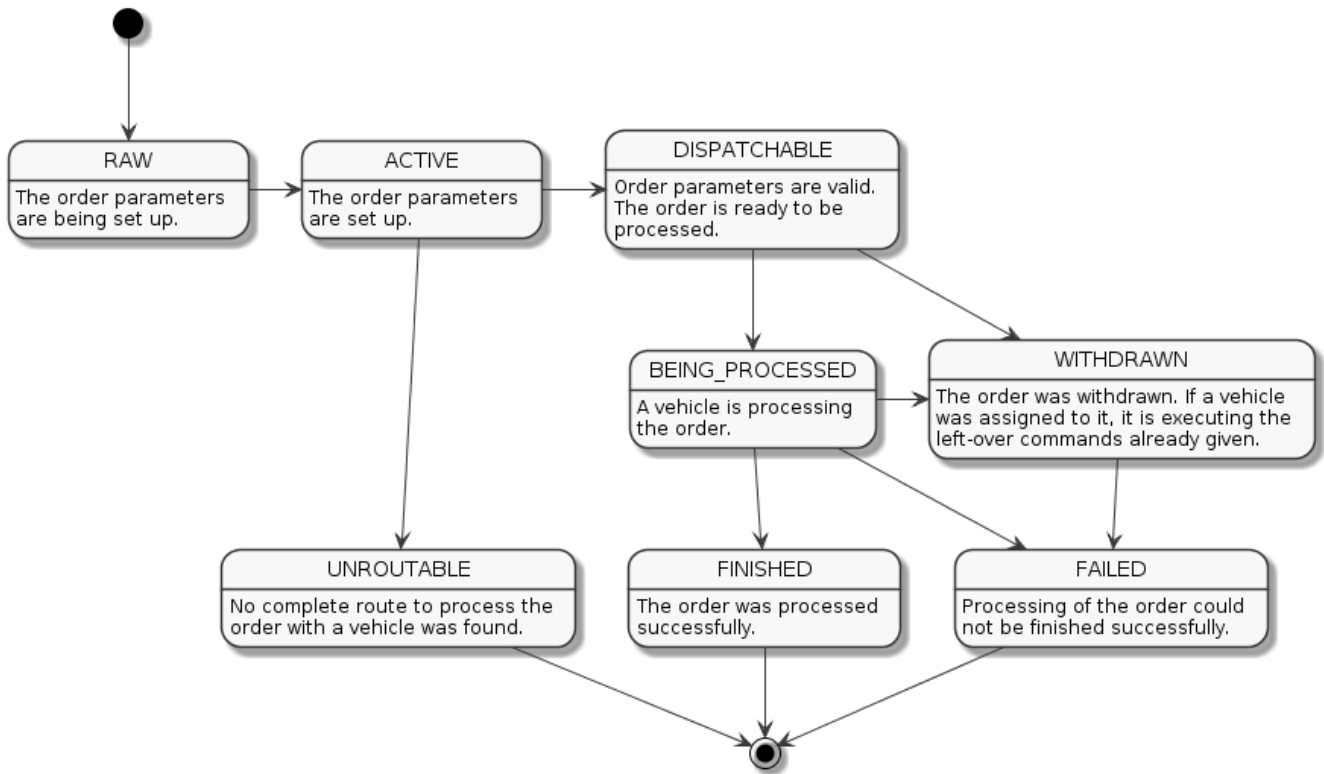 RAW
The order parameters
are being set up.
ACTIVE
The order parameters
are set up.
DISPATCHABLE
Order parameters are valid.
The order is ready to be
processed.
BEING_PROCESSED
A vehicle is processing
the order.
WITHDRAWN
The order was withdrawn. If a vehicle
was assigned to it, it is executing the
left-over commands already given.
UNROUTABLE
No complete route to process the
order with a vehicle was found.
FINISHED
The order was processed
successfully.
FAILED
Processing of the order could
not be finished successfully.